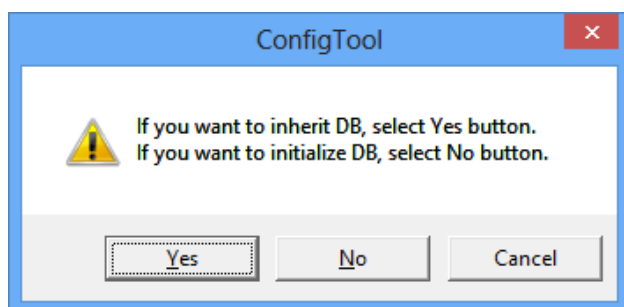 ConfigTool
If you want to inherit DB, select Yes button.
If you want to initialize DB, select No button.
Yes
No
Cancel